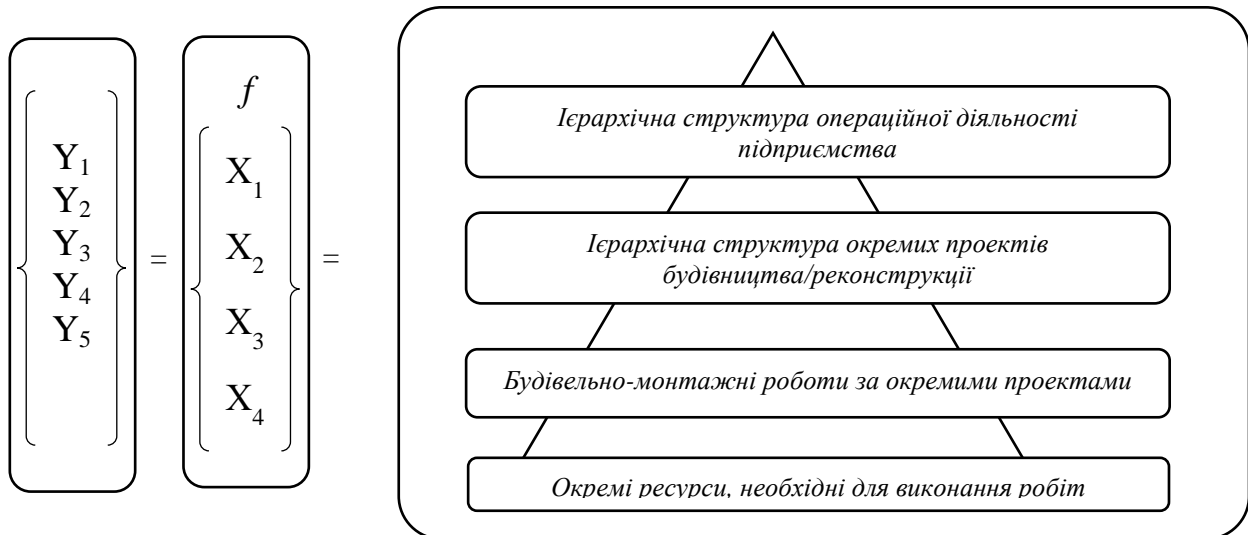 Y1
Y2
Y3
Y4
Y5
=
f
X1
X2
X3
X4
=
Ієрархічна структура операційної діяльності
підприємства
Ієрархічна структура окремих проектів
будівництва/реконструкції
Будівельно-монтажні роботи за окремими проектами
Окремі ресурси, необхідні для виконання робіт